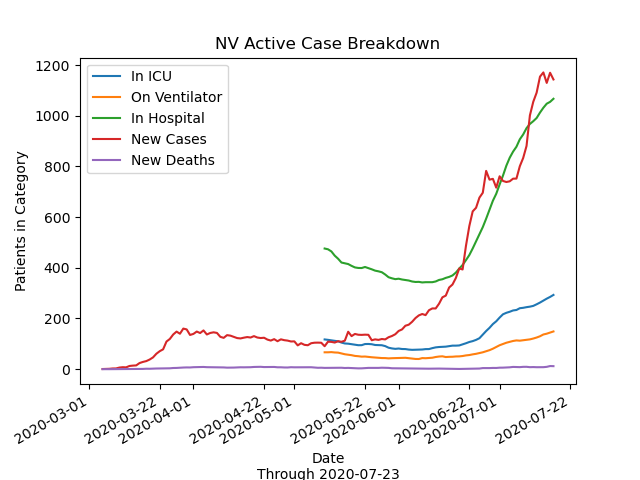 NV Active Case Breakdown
In ICU
On Ventilator
In Hospital
New Cases
New Deaths
Patients in Category
1200
1000
800
600
400
200
0
2020-03-01
2020-03-22
2020-04-01
2020-04-22
2020-05-01
2020-05-22
2020-06-01
2020-06-22
2020-07-01
2020-07-22
Date
Through 2020-07-23